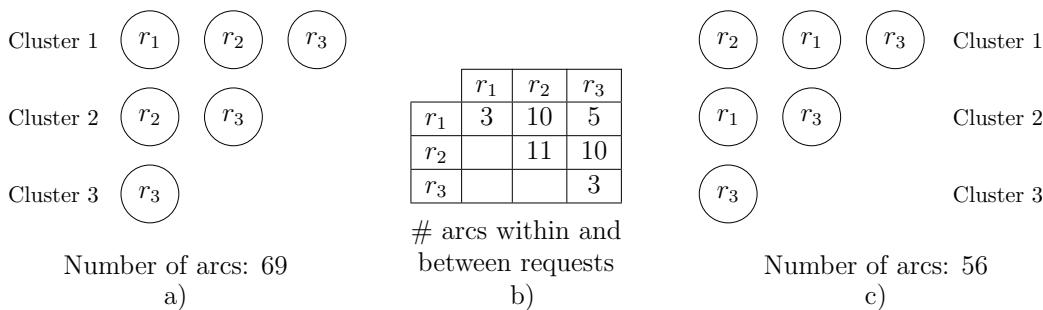 Cluster 1 r₁ r₂ r₃
Cluster 2 r₂ r₃
Cluster 3 r₃
Number of arcs: 69
a)
r₁ r₂ r₃
r₁ 3 10 5
r₂ 11 10
r₃ 3
# arcs within and
between requests
b)
r₂ r₁ r₃ Cluster 1
r₁ r₃ Cluster 2
r₃ Cluster 3
Number of arcs: 56
c)